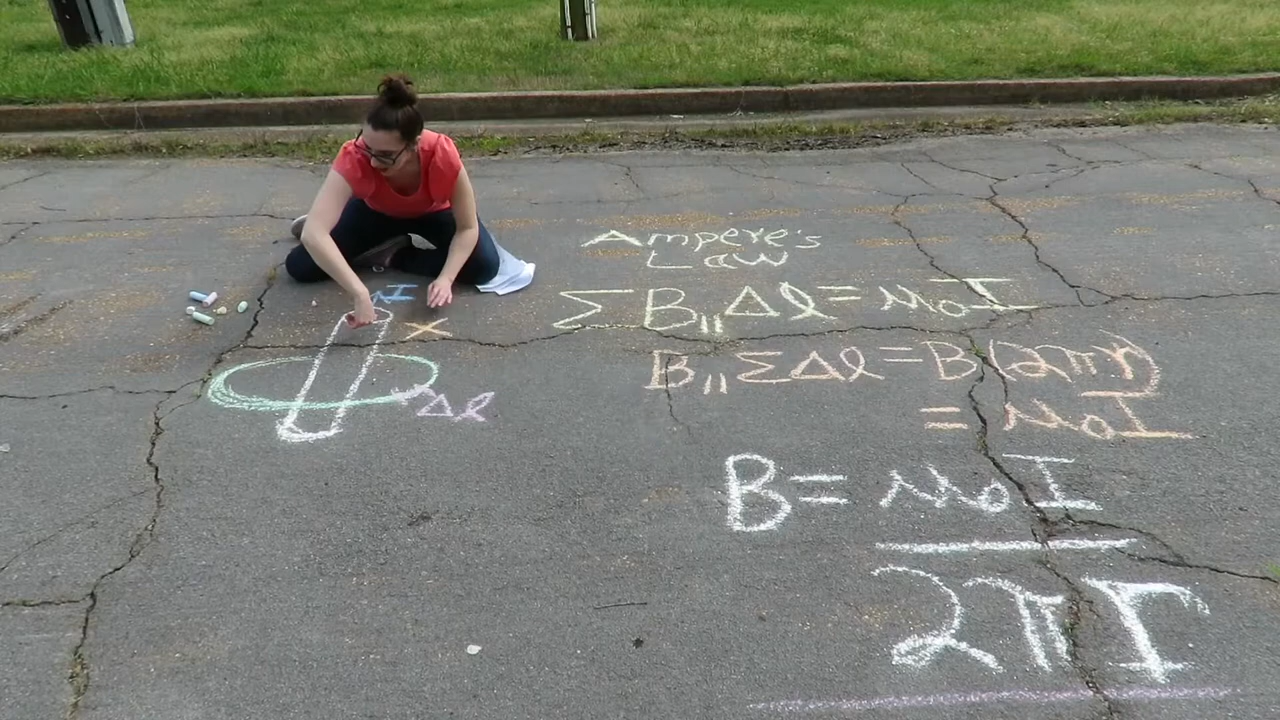 Ampere's
Law
ΣB||Δℓ=μ₀I
B||ΣΔℓ=B(2πr)
=μ₀I
B=μ₀I
2πr
I
x
Δℓ